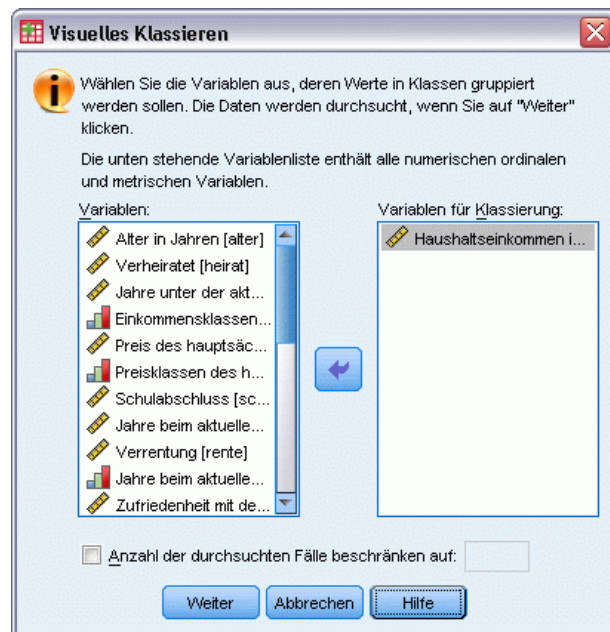 Visuelles Klassieren
Wählen Sie die Variablen aus, deren Werte in Klassen gruppiert
werden sollen. Die Daten werden durchsucht, wenn Sie auf "Weiter"
klicken.
Die unten stehende Variablenliste enthält alle numerischen ordinalen
und metrischen Variablen.
Variablen:
Alter in Jahren [alter]
Verheiratet [heirat]
Jahre unter der akt...
Einkommensklassen...
Preis des hauptsäc...
Preisklassen des h...
Schulabschluss [sc...
Jahre beim aktuelle...
Verrentung [rente]
Jahre beim aktuelle...
Zufriedenheit mit de...
Variablen für Klassierung:
Haushaltseinkommen i...
Anzahl der durchsuchten Fälle beschränken auf:
Weiter Abbrechen Hilfe